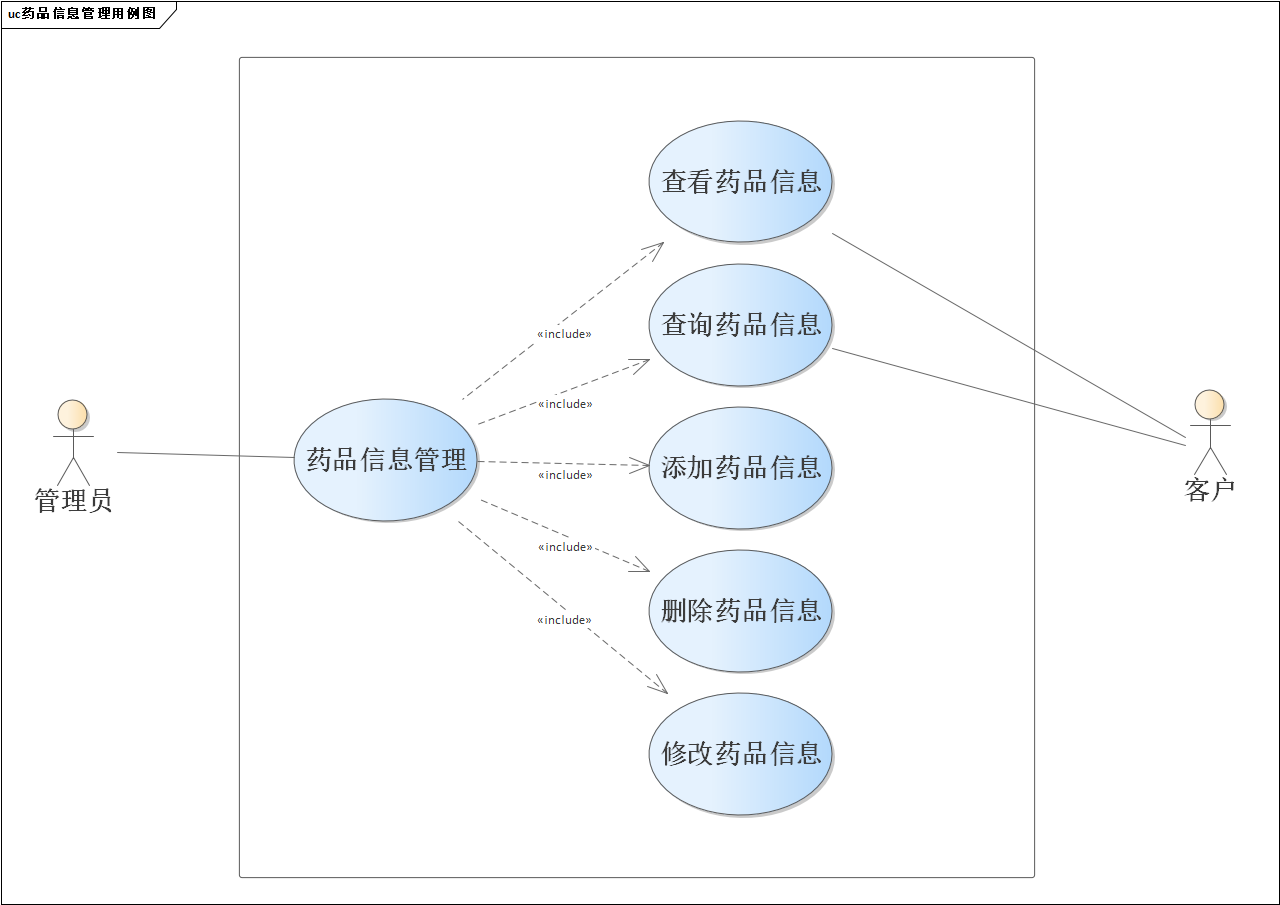 uc药品信息管理用例图
查看药品信息
«include»
查询药品信息
«include»
管理员
药品信息管理
«include»
添加药品信息
客户
«include»
删除药品信息
«include»
修改药品信息